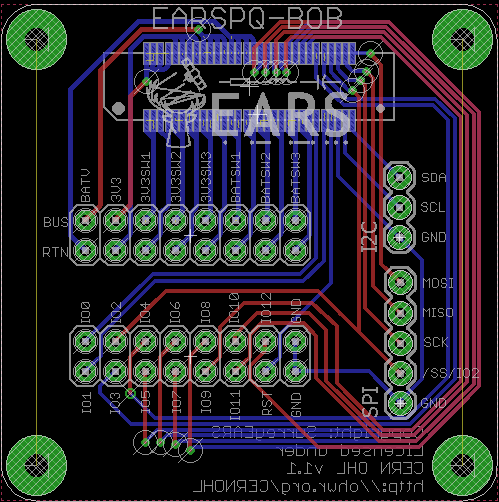 EARSPQ-BOB
EARS
BATV 3V3 3V3SW1 3V3SW2 3V3SW3 BATSW1 BATSW2 BATSW3
BUS
RTN
SDA
SCL
GND
I2C
IO0 IO2 IO4 IO6 IO8 IO10 IO12 GND
IO1 IO3 IO5 IO7 IO9 IO11 RST GND
MOSI
MISO
SCK
/SS/IO2
GND
SPI
Copyright SurreyEARS
Licensed under
CERN OHL v1.1
http:/ohwr.org/CERNOHL